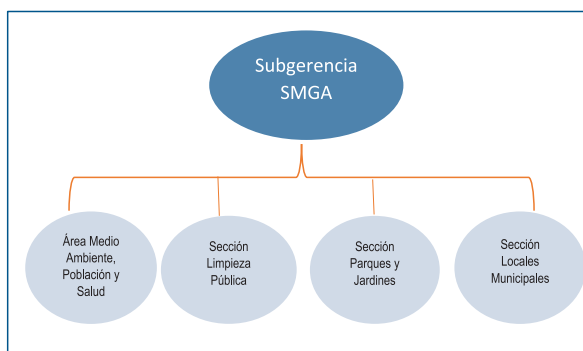 Subgerencia
SMGA
Área Medio
Ambiente,
Población y
Salud
Sección
Limpieza
Pública
Sección
Parques y
Jardines
Sección
Locales
Municipales